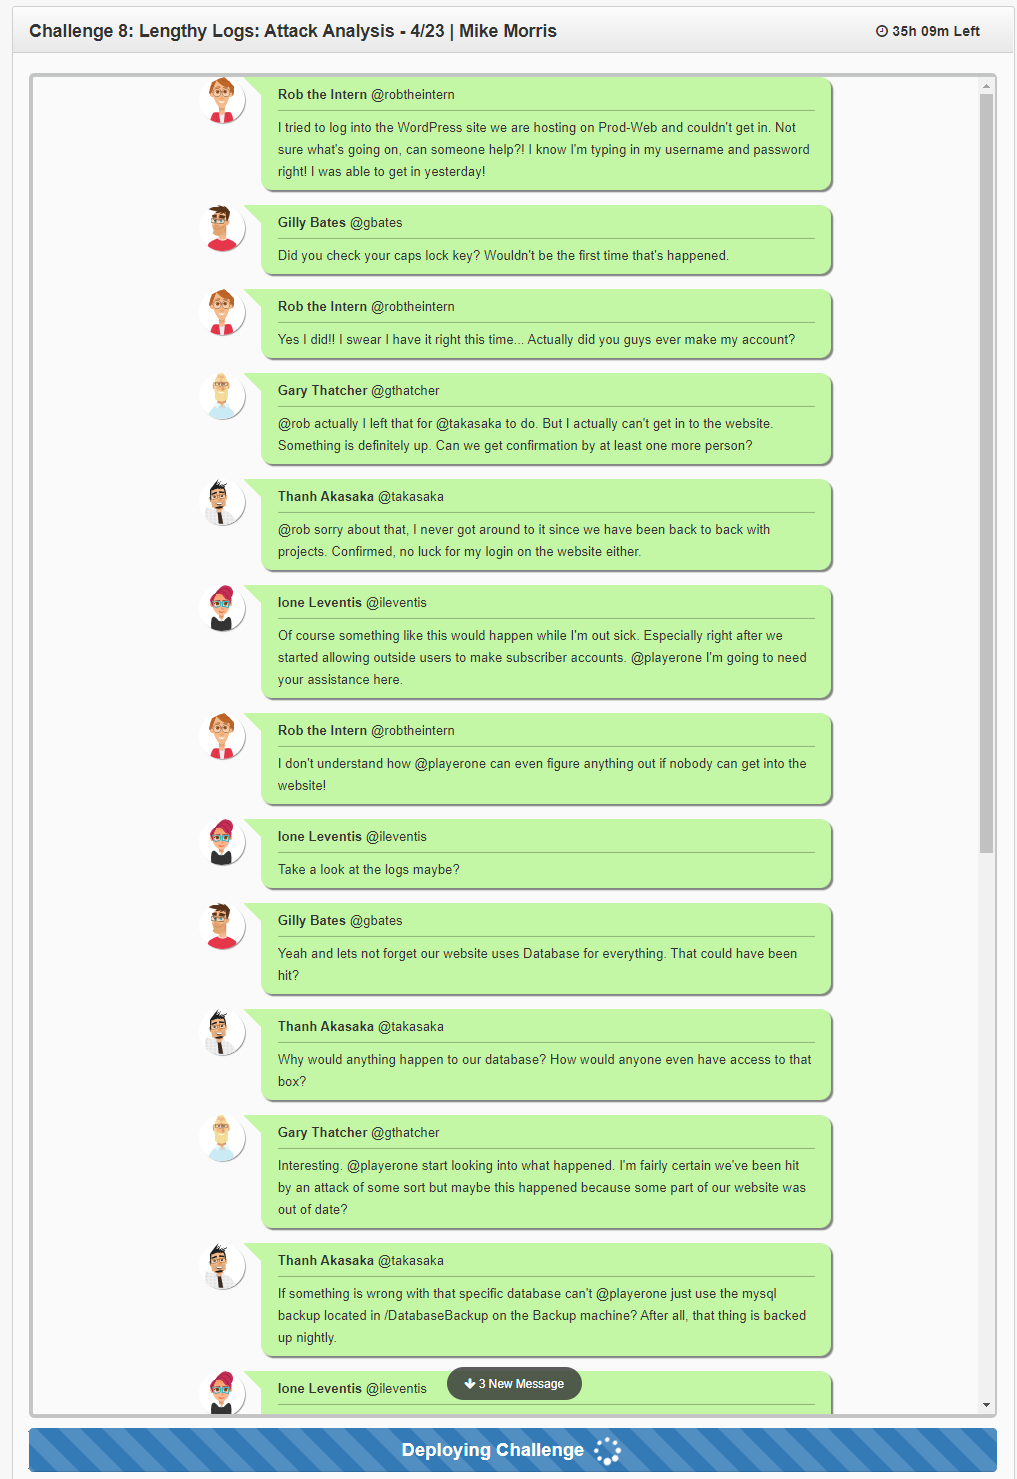 Challenge 8: Lengthy Logs: Attack Analysis - 4/23 | Mike Morris
35h 09m Left
Rob the Intern @robtheintern
I tried to log into the WordPress site we are hosting on Prod-Web and couldn't get in. Not
sure what's going on, can someone help?! I know I'm typing in my username and password
right! I was able to get in yesterday!
Gilly Bates @gbates
Did you check your caps lock key? Wouldn't be the first time that's happened.
Rob the Intern @robtheintern
Yes I did!! I swear I have it right this time... Actually did you guys ever make my account?
Gary Thatcher @gthatcher
@rob actually I left that for @takasaka to do. But I actually can't get in to the website.
Something is definitely up. Can we get confirmation by at least one more person?
Thanh Akasaka @takasaka
@rob sorry about that, I never got around to it since we have been back to back with
projects. Confirmed, no luck for my login on the website either.
Ione Leventis @ileventis
Of course something like this would happen while I'm out sick. Especially right after we
started allowing outside users to make subscriber accounts. @playerone I'm going to need
your assistance here.
Rob the Intern @robtheintern
I don't understand how @playerone can even figure anything out if nobody can get into the
website!
Ione Leventis @ileventis
Take a look at the logs maybe?
Gilly Bates @gbates
Yeah and lets not forget our website uses Database for everything. That could have been
hit?
Thanh Akasaka @takasaka
Why would anything happen to our database? How would anyone even have access to that
box?
Gary Thatcher @gthatcher
Interesting. @playerone start looking into what happened. I'm fairly certain we've been hit
by an attack of some sort but maybe this happened because some part of our website was
out of date?
Thanh Akasaka @takasaka
If something is wrong with that specific database can't @playerone just use the mysql
backup located in /DatabaseBackup on the Backup machine? After all, that thing is backed
up nightly.
Ione Leventis @ileventis
3 New Message
Deploying Challenge